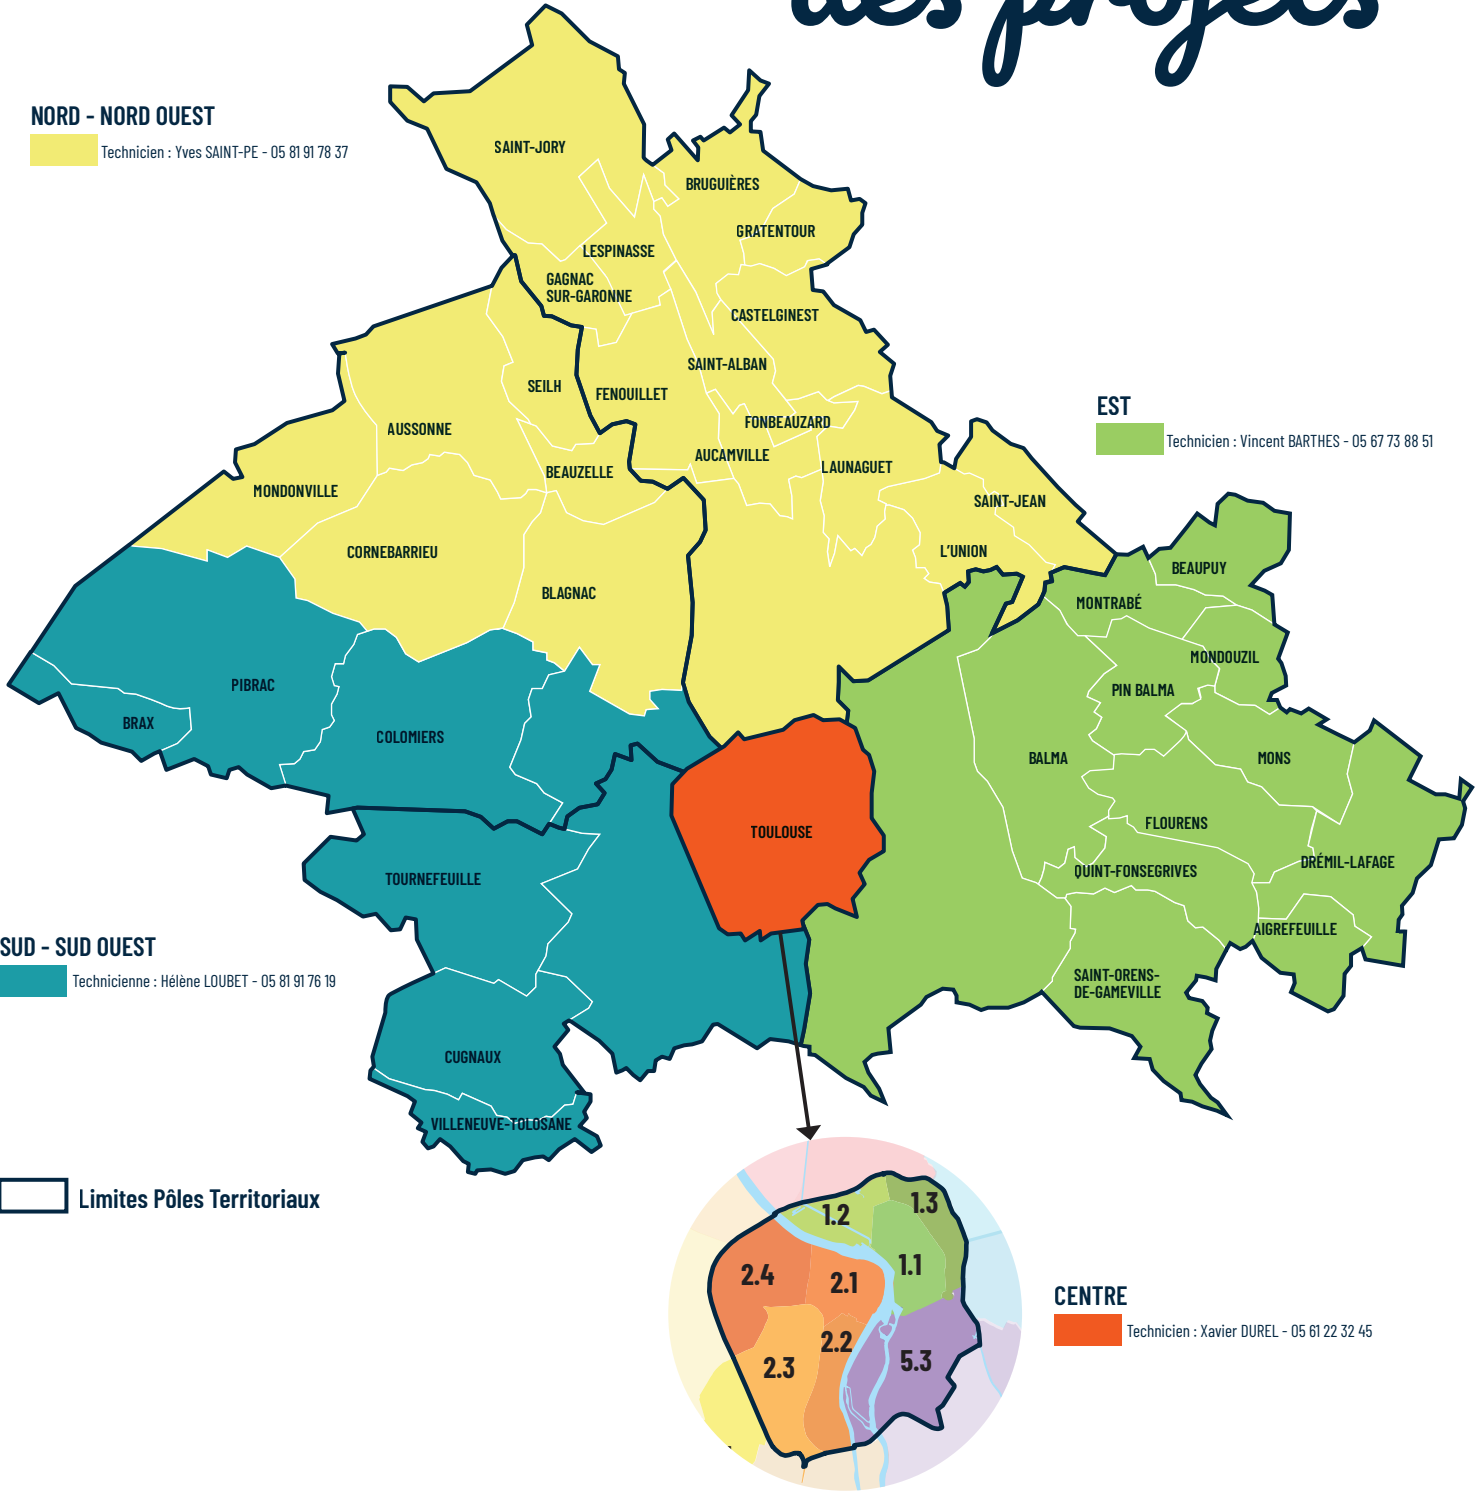 des projets
NORD - NORD OUEST
Technicien : Yves SAINT-PE - 05 81 91 78 37
SAINT-JORY
BRUGUIÈRES
GRATENTOUR
LESPINASSE
GAGNAC
SUR-GARONNE
CASTELGINEST
SAINT-ALBAN
SEILH
FENOUILLET
EST
Technicien : Vincent BARTHES - 05 67 73 88 51
AUSSONNE
FONBEAUZARD
AUCAMVILLE
LAUNAGUET
BEAUZELLE
MONDONVILLE
SAINT-JEAN
CORNEBARRIEU
L'UNION
BEAUPUY
BLAGNAC
MONTRABÉ
MONDOUZIL
PIBRAC
PIN BALMA
BRAX
COLOMIERS
BALMA
MONS
FLOURENS
TOULOUSE
DRÉMIL-LAFAGE
QUINT-FONSEGRIVES
TOURNEFEUILLE
AIGREFEUILLE
SUD - SUD OUEST
Technicienne : Hélène LOUBET - 05 81 91 76 19
SAINT-ORENS-
DE-GAMEVILLE
CUGNAUX
VILLENEUVE-TOLOSANE
Limites Pôles Territoriaux
1.3
1.2
1.1
2.4
2.1
2.2
2.3
5.3
CENTRE
Technicien : Xavier DUREL - 05 61 22 32 45